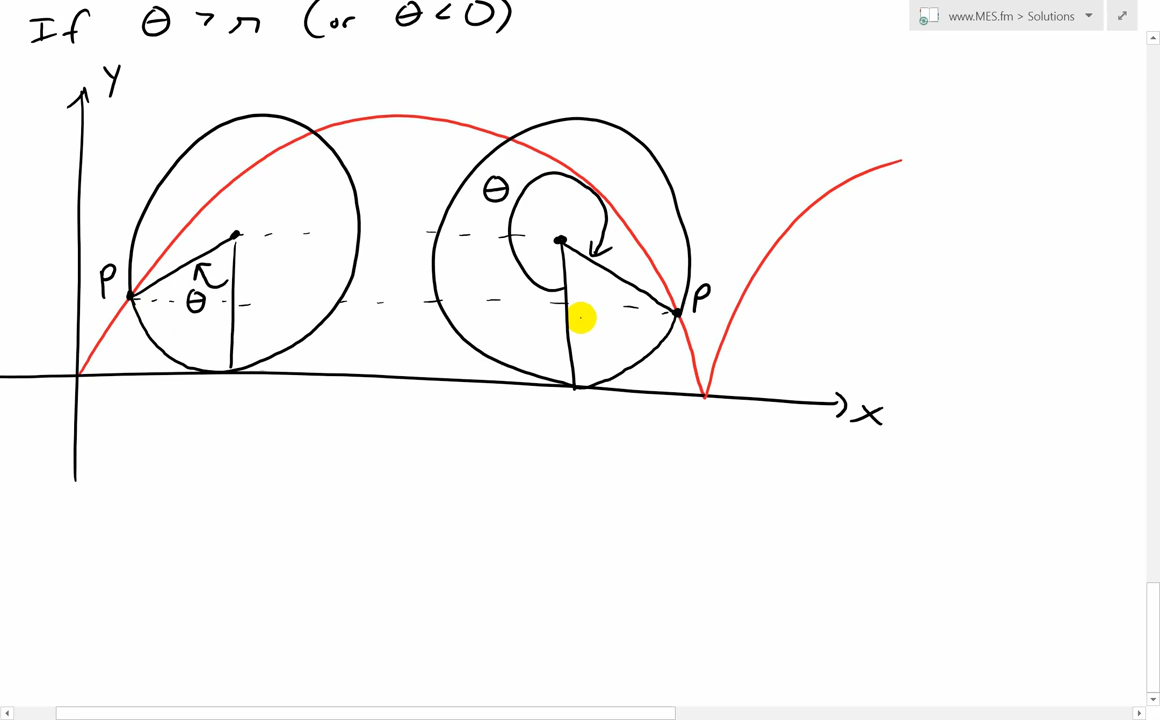 If θ > π (or θ < 0)
www.MES.fm > Solutions
Y
θ
P
θ
P
X